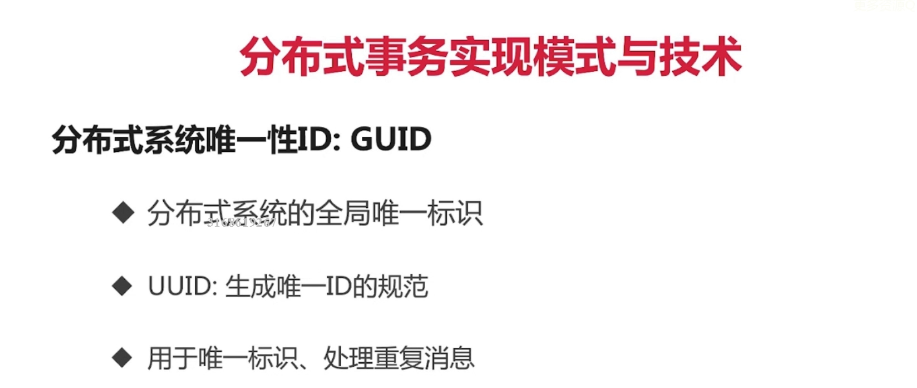 分布式事务实现模式与技术
分布式系统唯一性ID: GUID
◆ 分布式系统的全局唯一标识
◆ UUID: 生成唯一ID的规范
◆ 用于唯一标识、处理重复消息